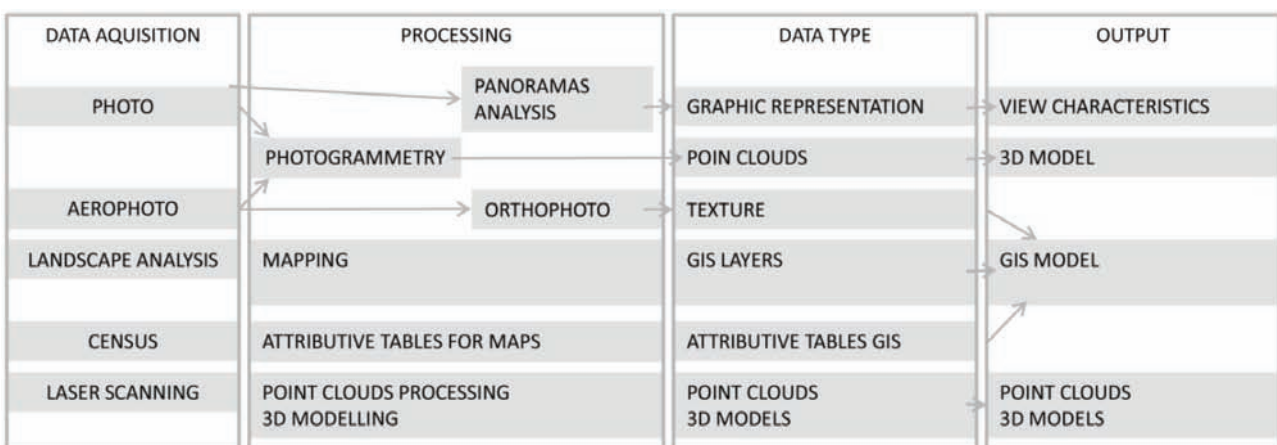 DATA AQUISITION
PROCESSING
DATA TYPE
OUTPUT
PHOTO
PANORAMAS
ANALYSIS
GRAPHIC REPRESENTATION
VIEW CHARACTERISTICS
PHOTOGRAMMETRY
POIN CLOUDS
3D MODEL
AEROPHOTO
ORTHOPHOTO
TEXTURE
LANDSCAPE ANALYSIS
MAPPING
GIS LAYERS
GIS MODEL
CENSUS
ATTRIBUTIVE TABLES FOR MAPS
ATTRIBUTIVE TABLES GIS
LASER SCANNING
POINT CLOUDS PROCESSING
3D MODELLING
POINT CLOUDS
3D MODELS
POINT CLOUDS
3D MODELS